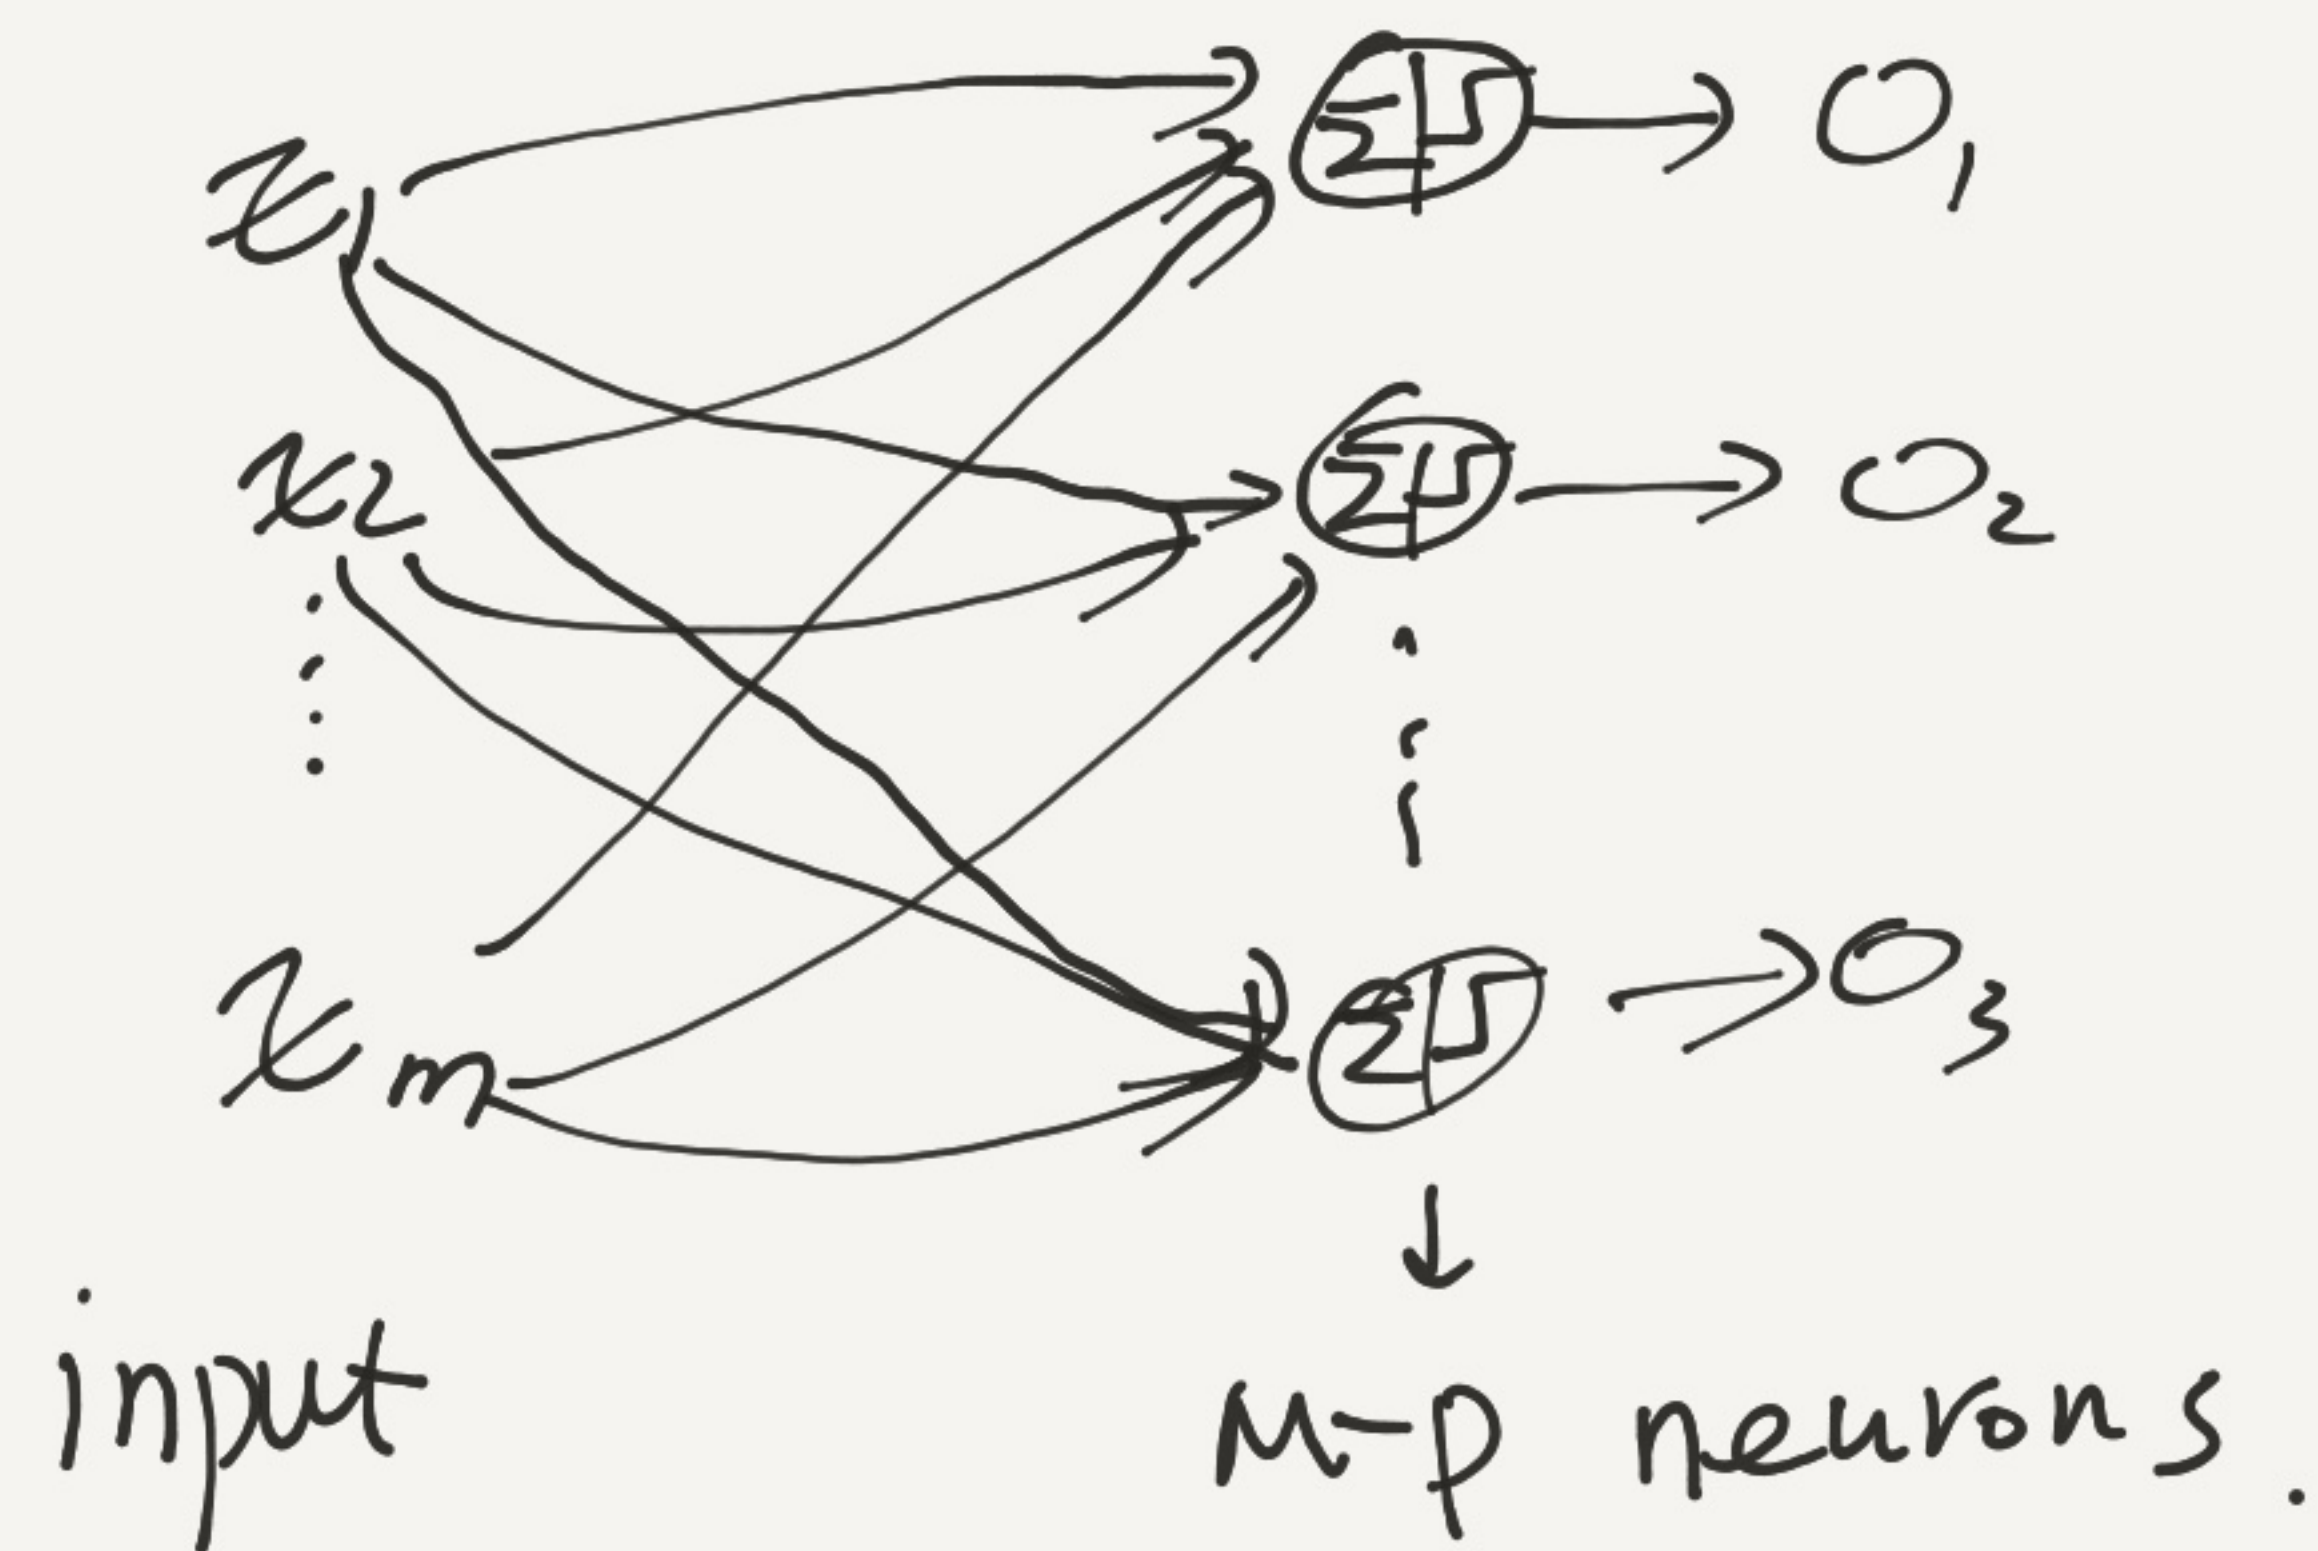 x1 Σ O1
x2 Σ O2
xm Σ O3
input M-P neurons.